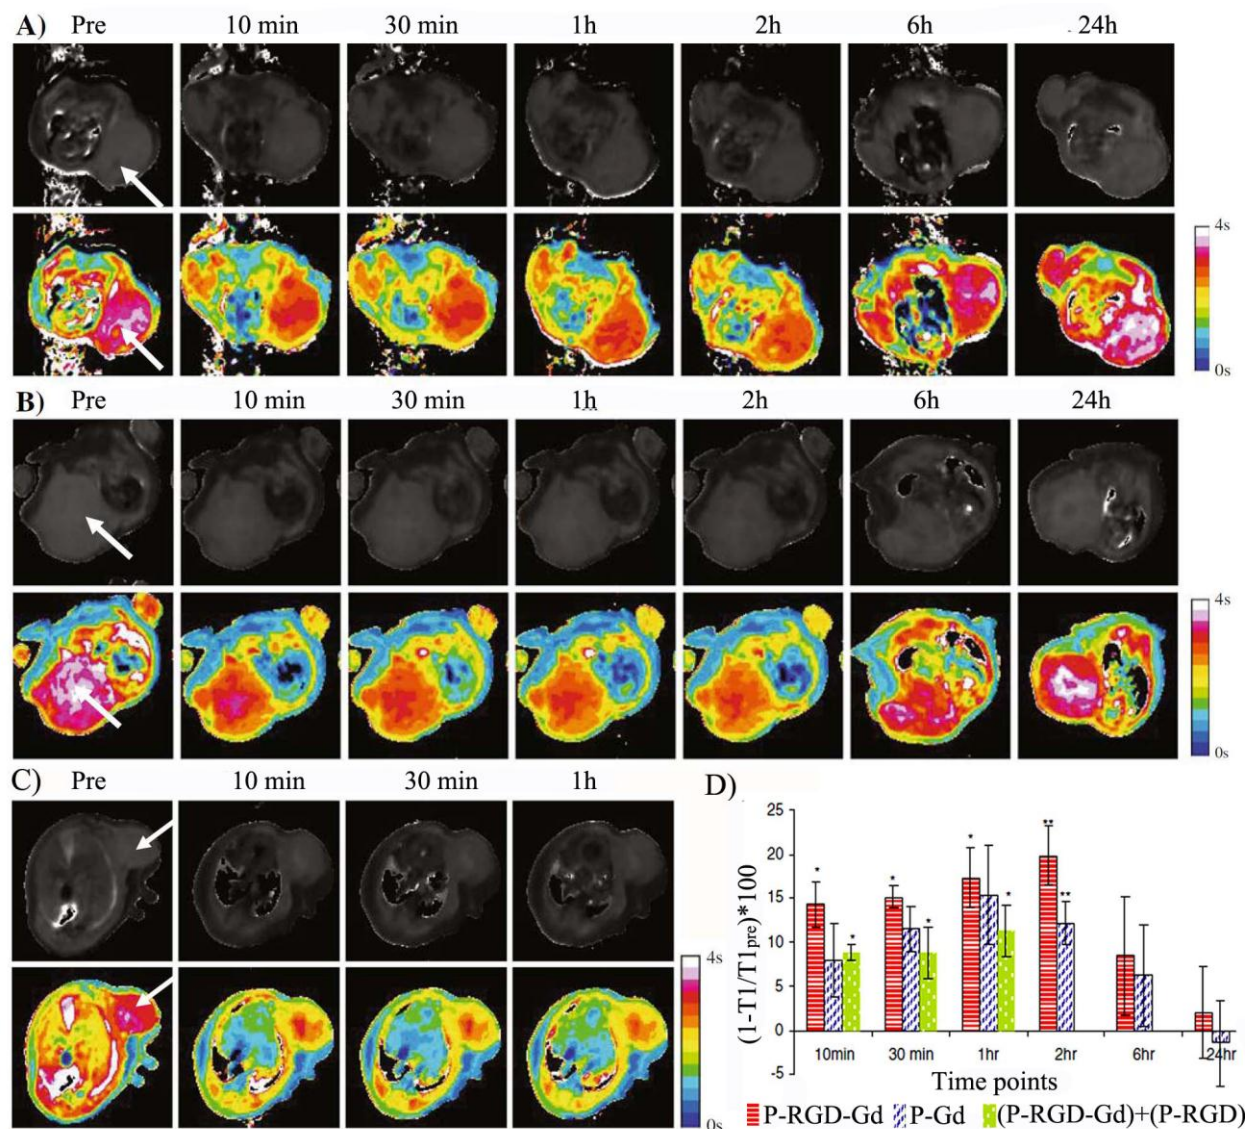 A) Pre 10 min 30 min 1h 2h 6h 24h
4s
0s
B) Pre 10 min 30 min 1h 2h 6h 24h
4s
0s
C) Pre 10 min 30 min 1h
4s
0s
D)
(1-T1/T1pre)*100
25
20
15
10
5
0
-5
* * * ** ** * * *
10min 30 min 1hr 2hr 6hr 24hr
Time points
P-RGD-Gd P-Gd (P-RGD-Gd)+(P-RGD)